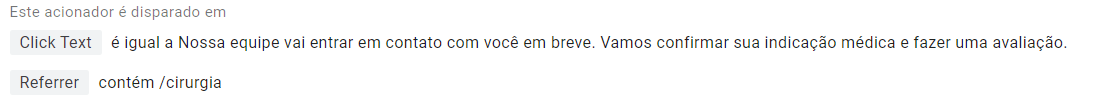 Este acionador é disparado em
Click Text é igual a Nossa equipe vai entrar em contato com você em breve. Vamos confirmar sua indicação médica e fazer uma avaliação.
Referrer contém /cirurgia